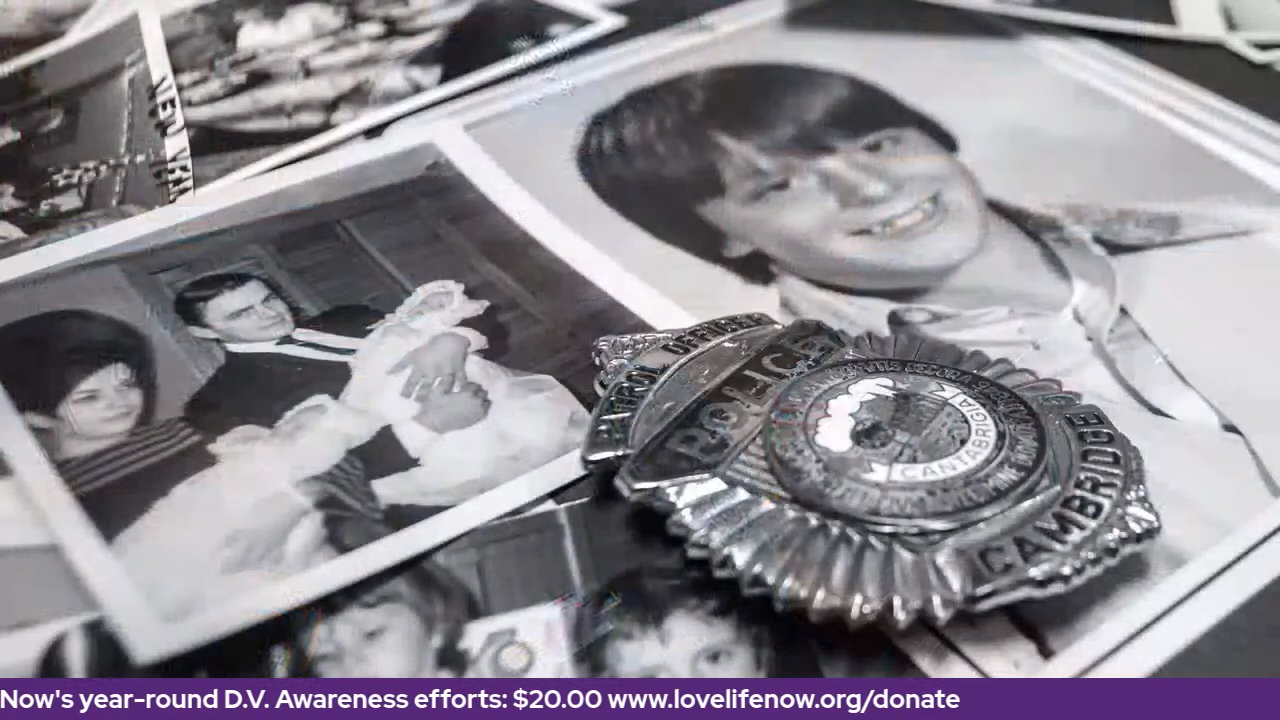 PATROL OFFICER
POLICE
CANTABRIGIA
CAMBRIDGE
Now's year-round D.V. Awareness efforts: $20.00 www.lovelifenow.org/donate